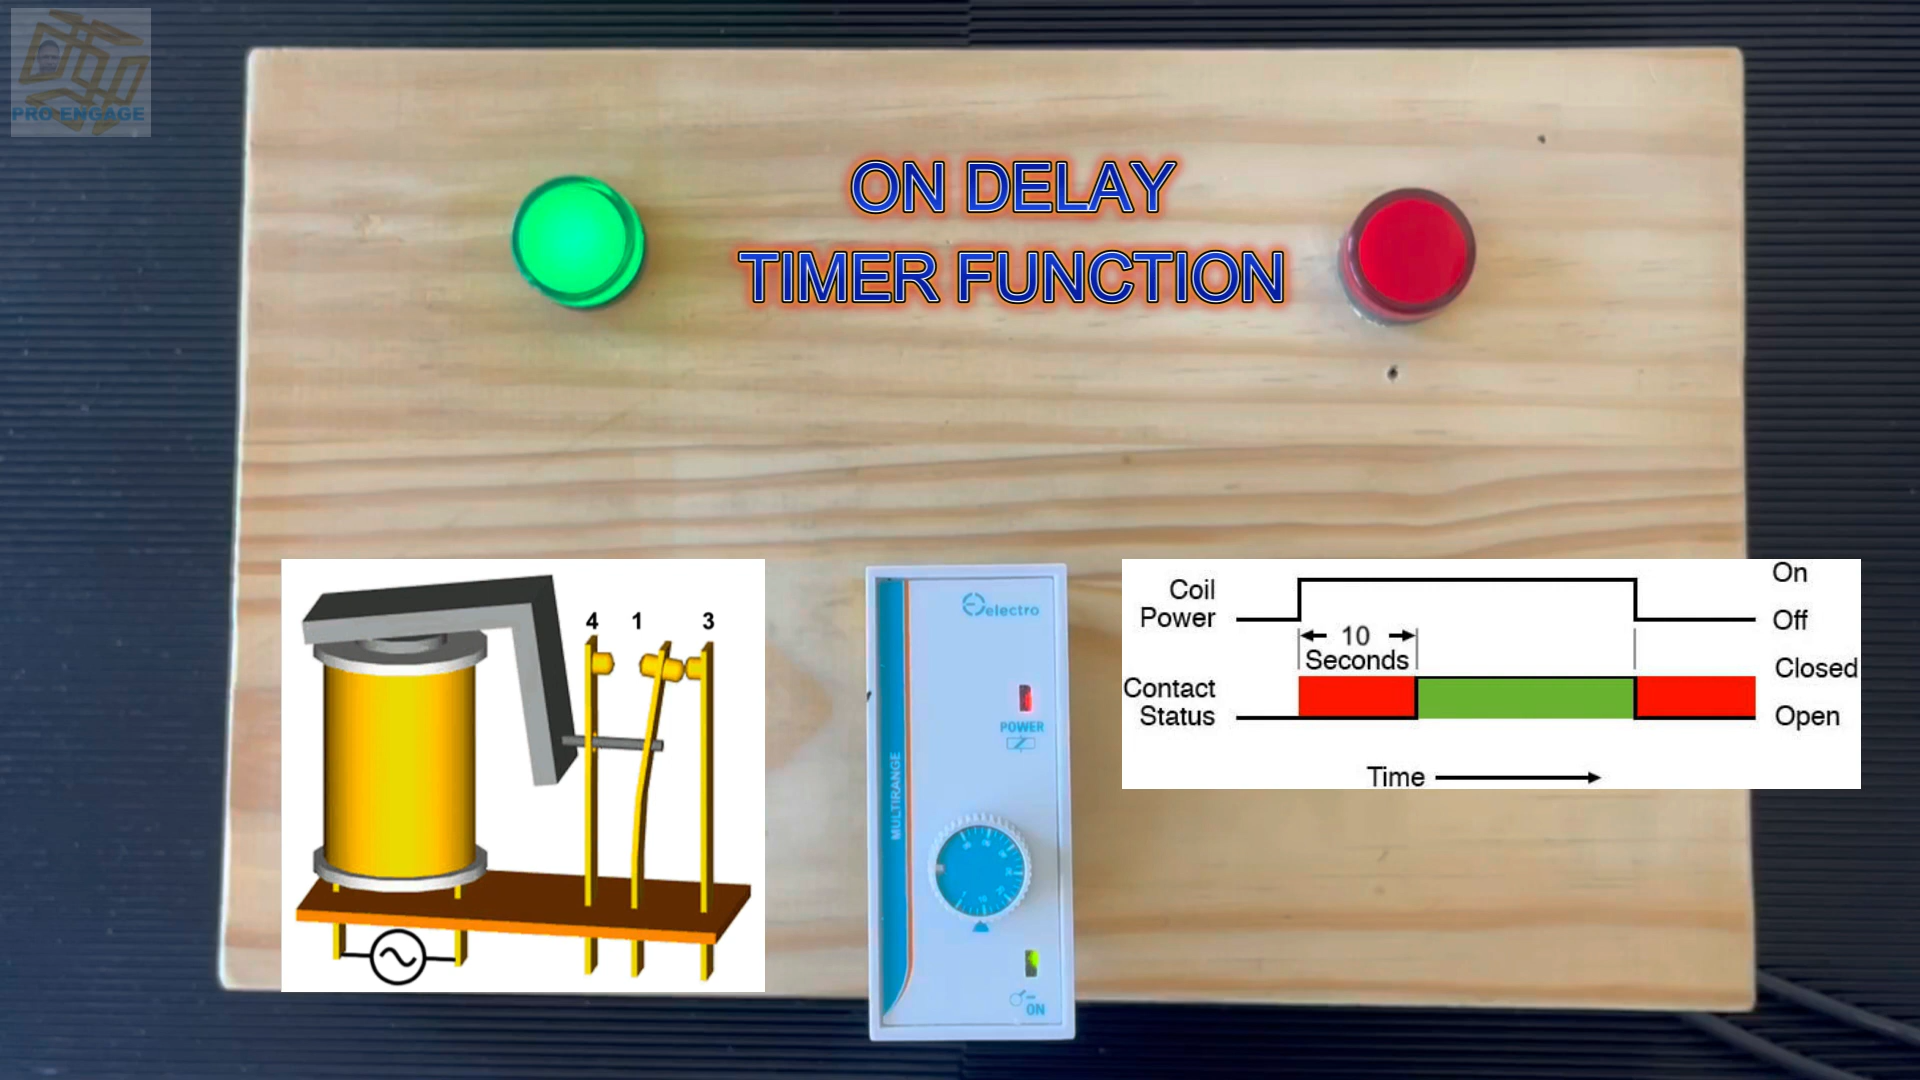 PRO ENGAGE
ON DELAY
TIMER FUNCTION
4 1 3
electro
POWER
MULTIRANGE
ON
Coil
Power
On
Off
10
Seconds
Contact
Status
Closed
Open
Time